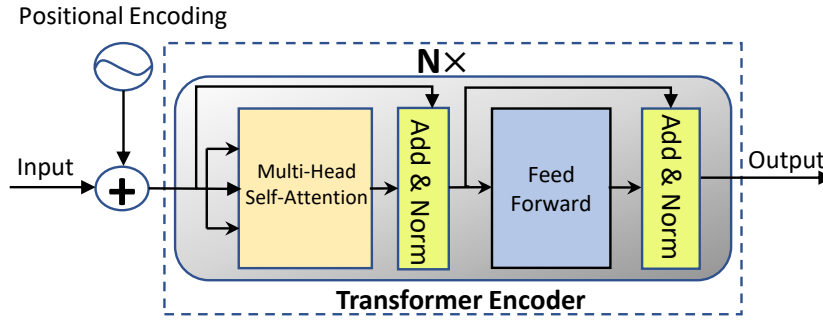 Positional Encoding
N×
Input
+
Multi-Head
Self-Attention
Add & Norm
Feed
Forward
Add & Norm
Output
Transformer Encoder